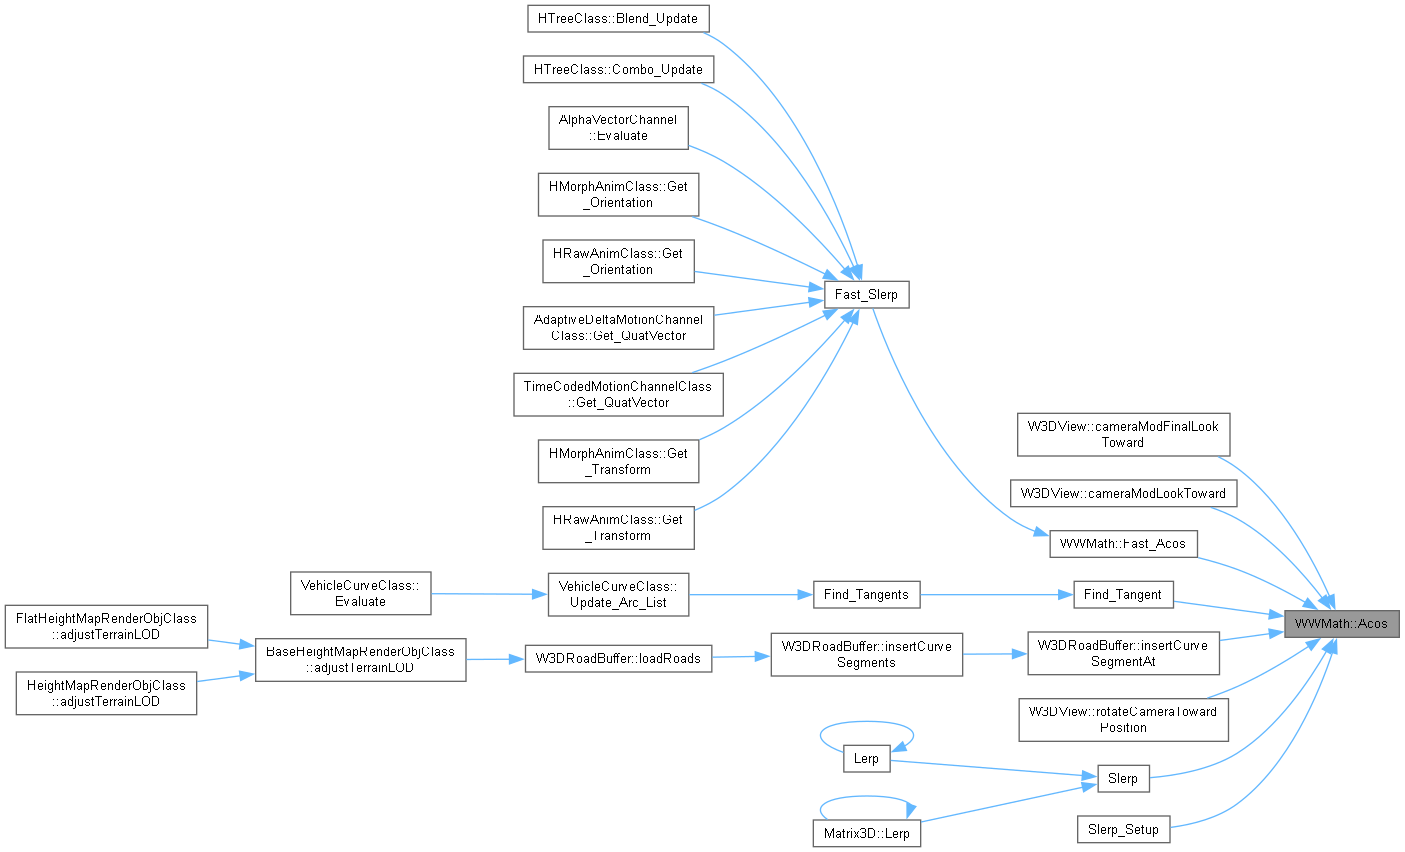 HTreeClass::Blend_Update
HTreeClass::Combo_Update
AlphaVectorChannel
::Evaluate
HMorphAnimClass::Get
_Orientation
HRawAnimClass::Get
_Orientation
Fast_Slerp
AdaptiveDeltaMotionChannel
Class::Get_QuatVector
TimeCodedMotionChannelClass
::Get_QuatVector
HMorphAnimClass::Get
_Transform
HRawAnimClass::Get
_Transform
W3DView::cameraModFinalLook
Toward
W3DView::cameraModLookToward
WWMath::Fast_Acos
VehicleCurveClass::
Evaluate
VehicleCurveClass::
Update_Arc_List
Find_Tangents
Find_Tangent
WWMath::Acos
FlatHeightMapRenderObjClass
::adjustTerrainLOD
BaseHeightMapRenderObjClass
::adjustTerrainLOD
W3DRoadBuffer::loadRoads
W3DRoadBuffer::insertCurve
Segments
W3DRoadBuffer::insertCurve
SegmentAt
HeightMapRenderObjClass
::adjustTerrainLOD
W3DView::rotateCameraToward
Position
Lerp
Slerp
Matrix3D::Lerp
Slerp_Setup